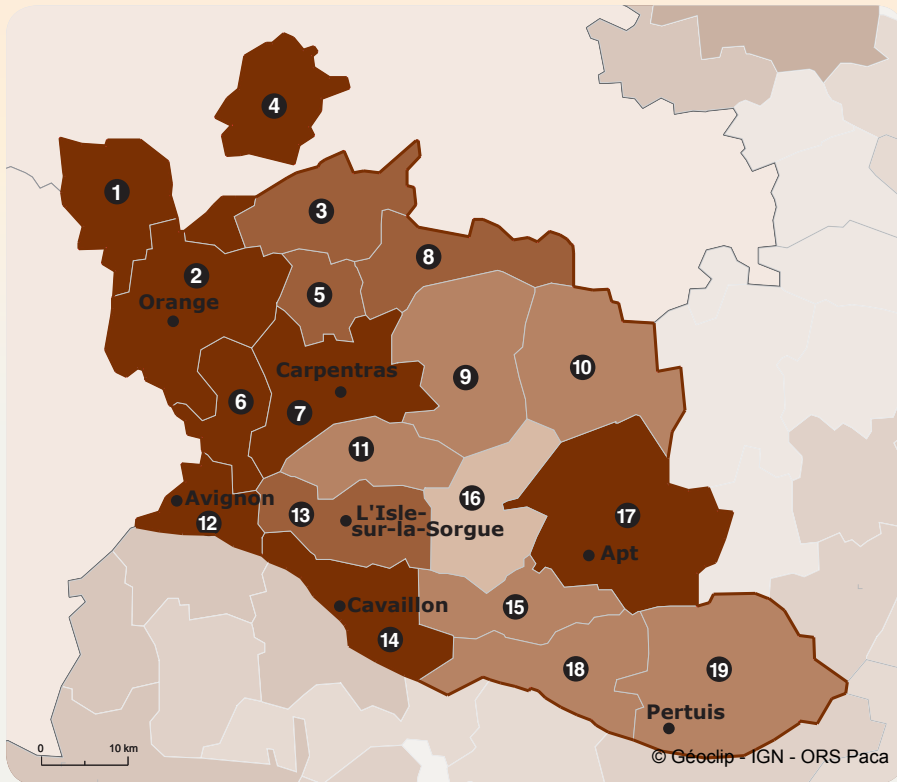 4
1
3
8
2
5
Orange
10
Carpentras
9
6
7
11
16
Avignon
13
L'Isle-
sur-la-Sorgue
17
12
Apt
Cavaillon
15
14
18
19
Pertuis
0 10 km
© Géoclip - IGN - ORS Paca